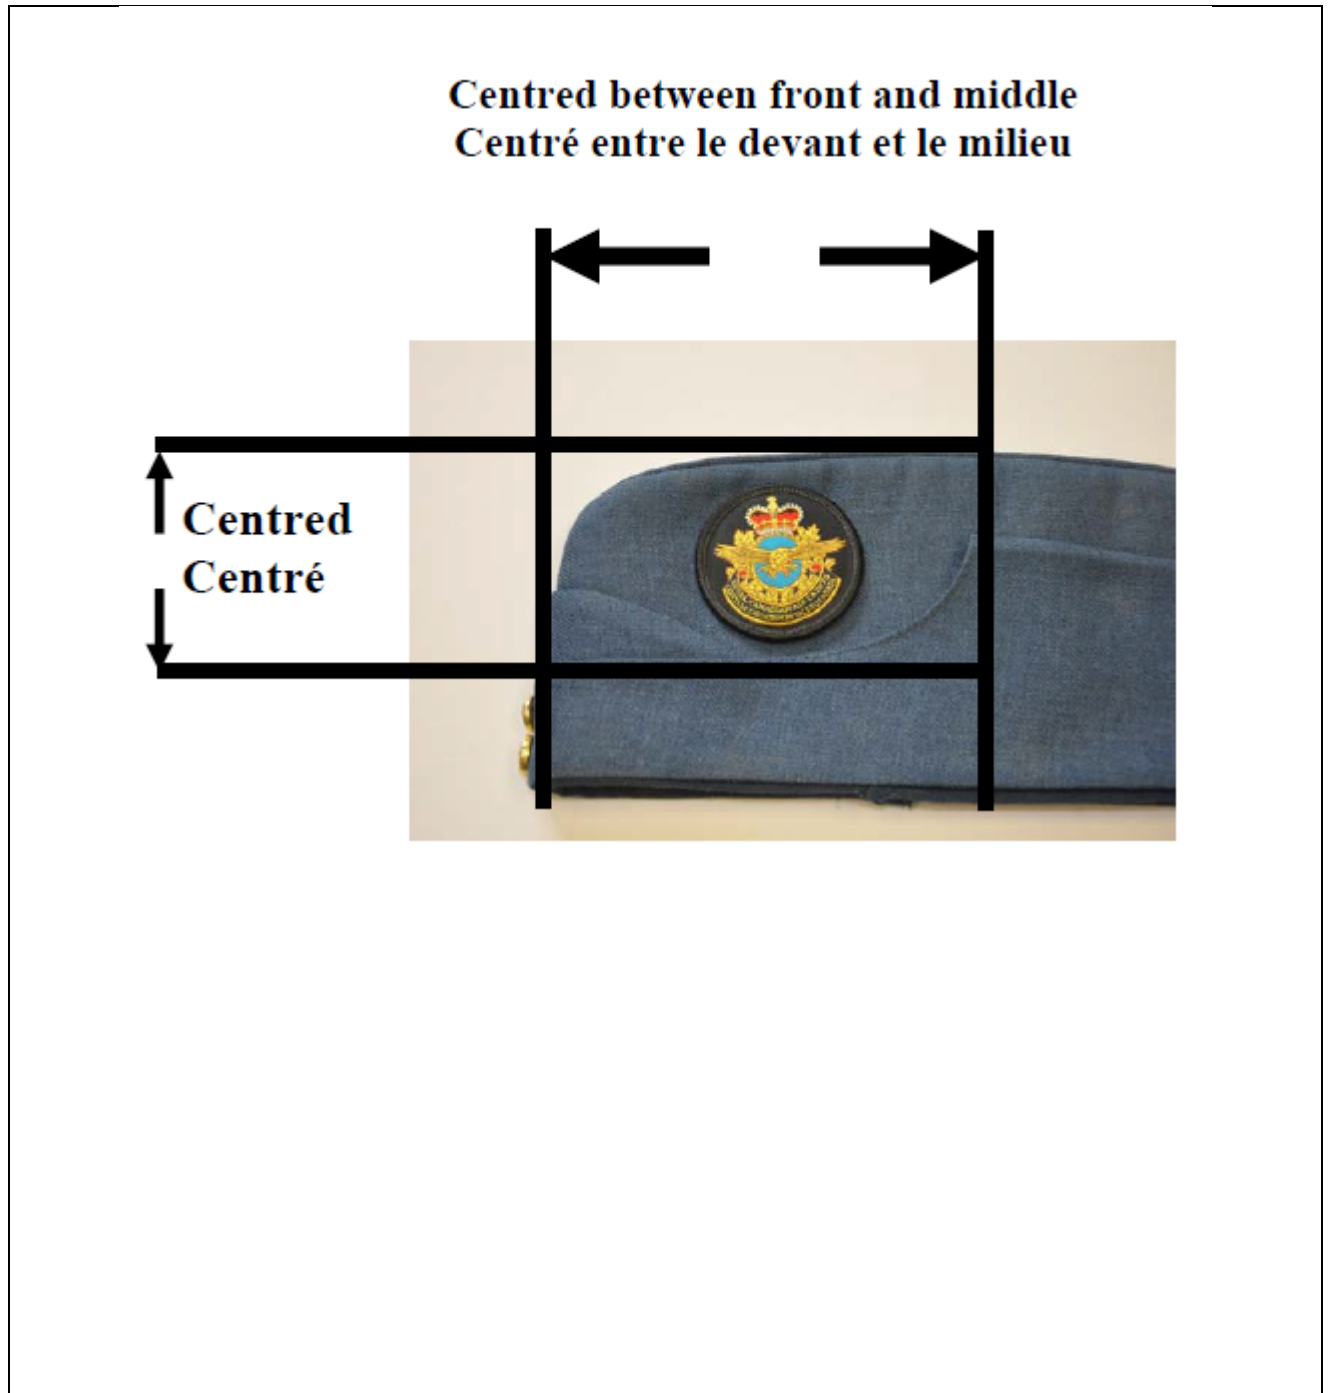 Centred between front and middle
Centré entre le devant et le milieu
Centred
Centré